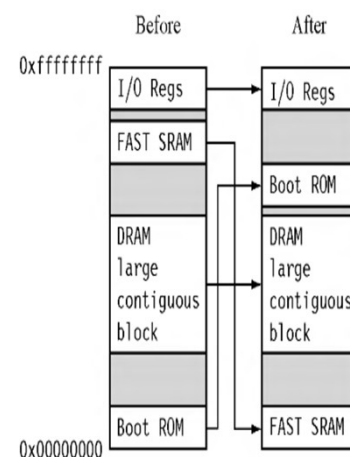 Before
After
0xffffffff
I/O Regs
FAST SRAM
DRAM
large
contiguous
block
Boot ROM
0x00000000
I/O Regs
Boot ROM
DRAM
large
contiguous
block
FAST SRAM